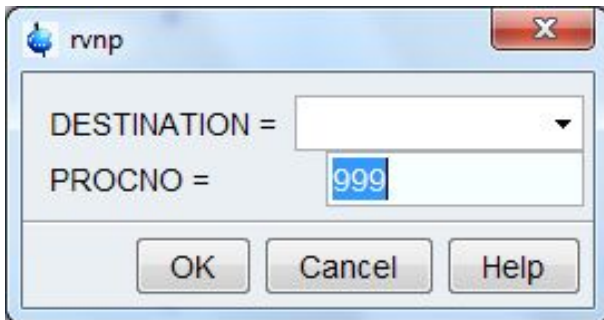 rvnp
DESTINATION =
PROCNO = 999
OK Cancel Help